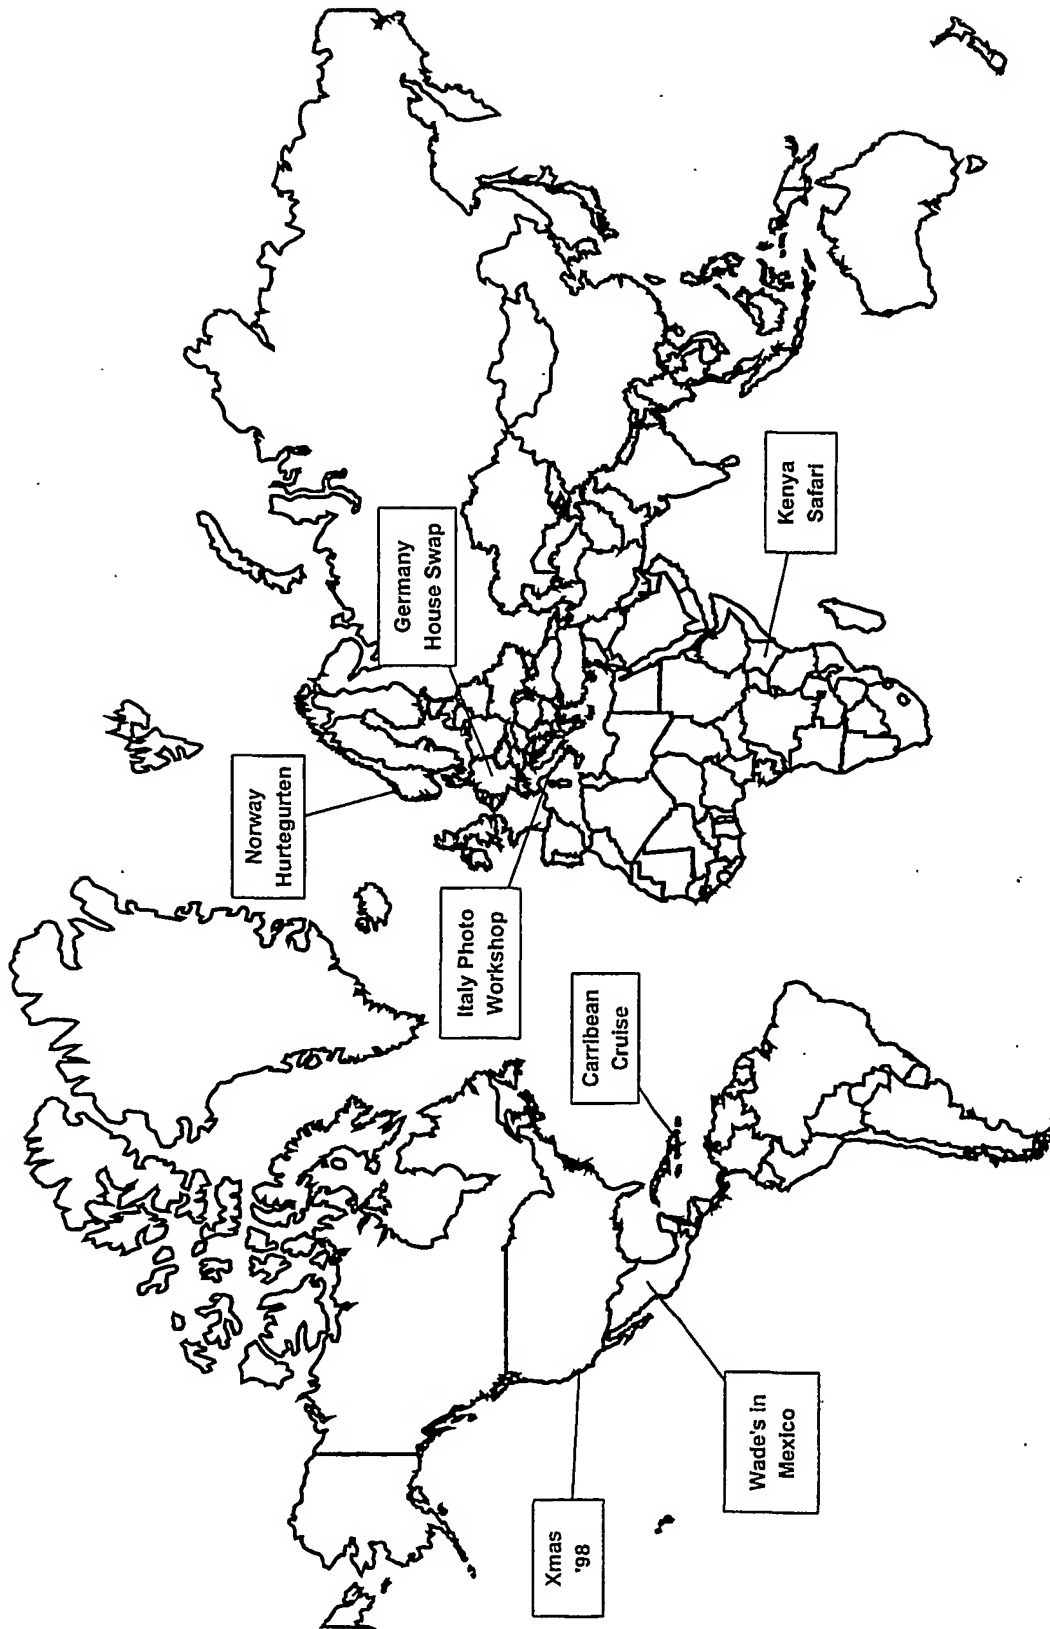 Norway
Hurtegurten
Germany
House Swap
Italy Photo
Workshop
Carribean
Cruise
Kenya
Safari
Xmas
'98
Wade's in
Mexico